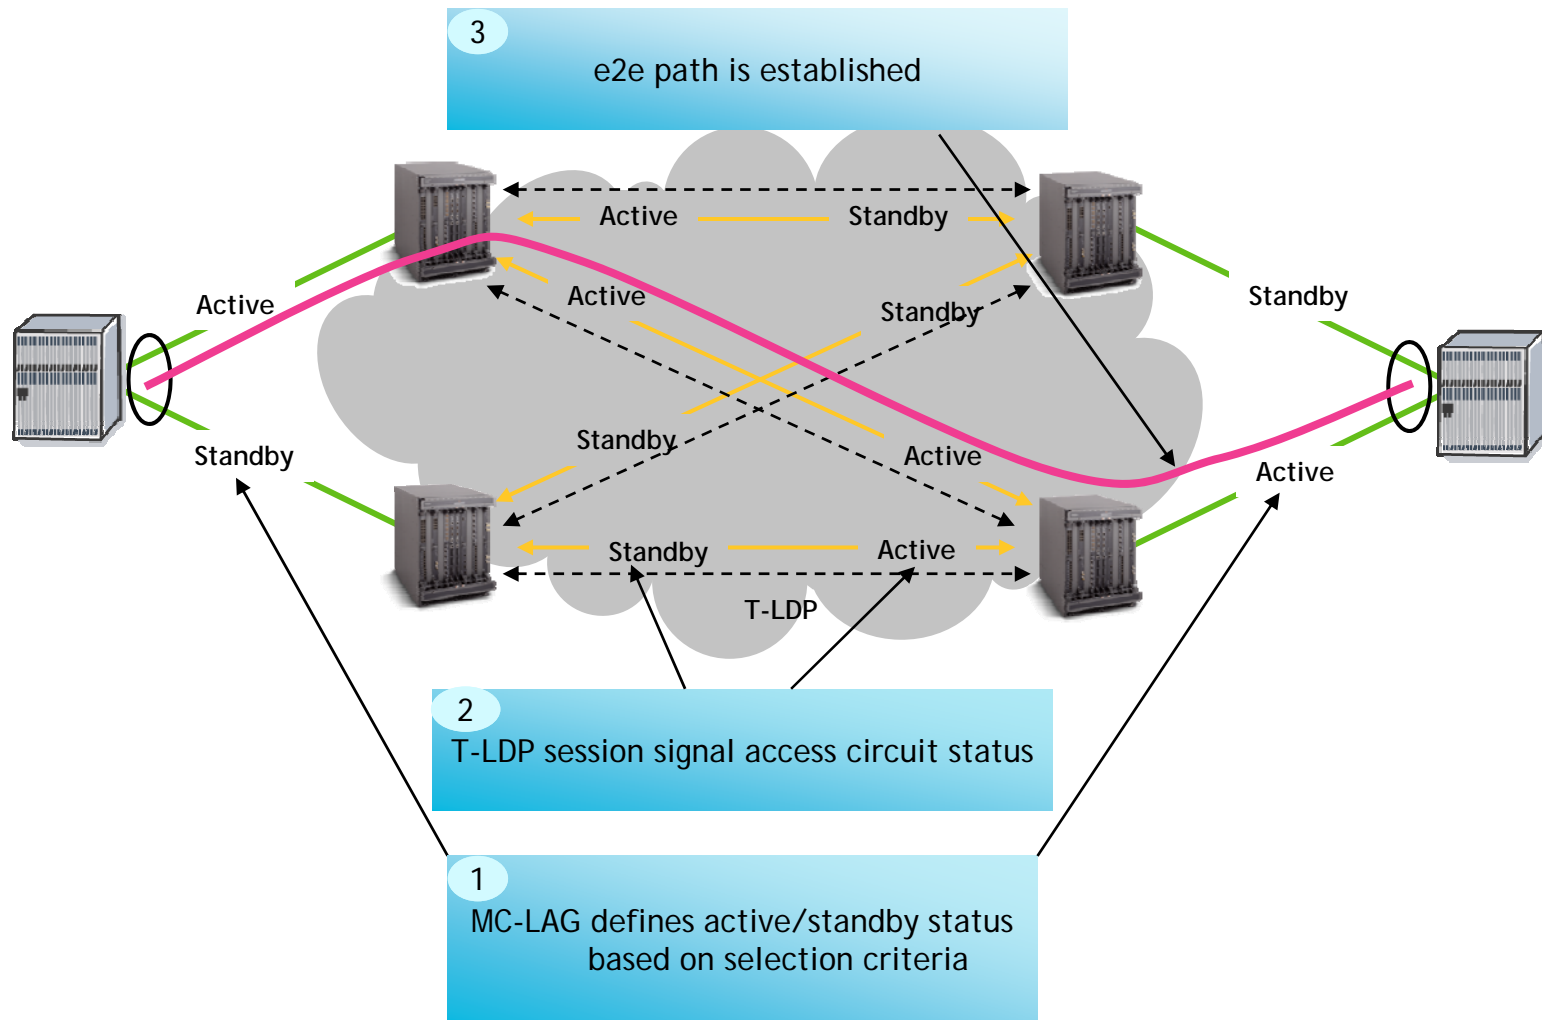 3
e2e path is established
Active
Standby
Active
Standby
Active
Standby
Standby
Active
Standby
Active
Standby
Active
T-LDP
2
T-LDP session signal access circuit status
1
MC-LAG defines active/standby status
based on selection criteria